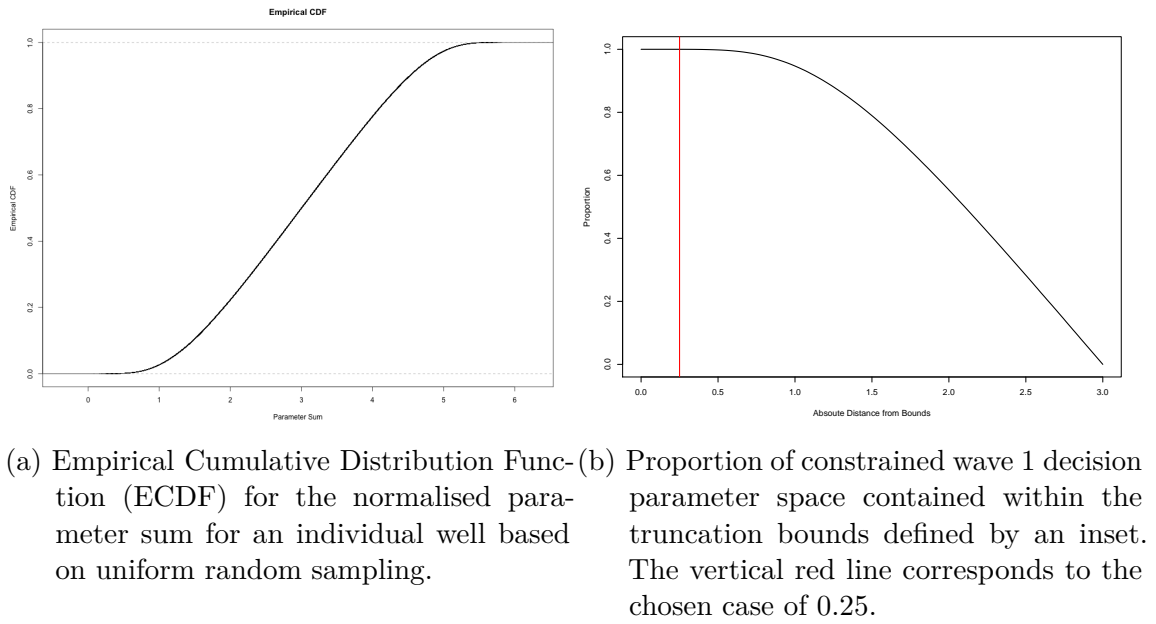 Empirical CDF
Empirical CDF
0.0 0.2 0.4 0.6 0.8 1.0
0 1 2 3 4 5 6
Parameter Sum
Proportion
0.0 0.2 0.4 0.6 0.8 1.0
0.0 0.5 1.0 1.5 2.0 2.5 3.0
Absoute Distance from Bounds
(a) Empirical Cumulative Distribution Func-
tion (ECDF) for the normalised para-
meter sum for an individual well based
on uniform random sampling.
(b) Proportion of constrained wave 1 decision
parameter space contained within the
truncation bounds defined by an inset.
The vertical red line corresponds to the
chosen case of 0.25.